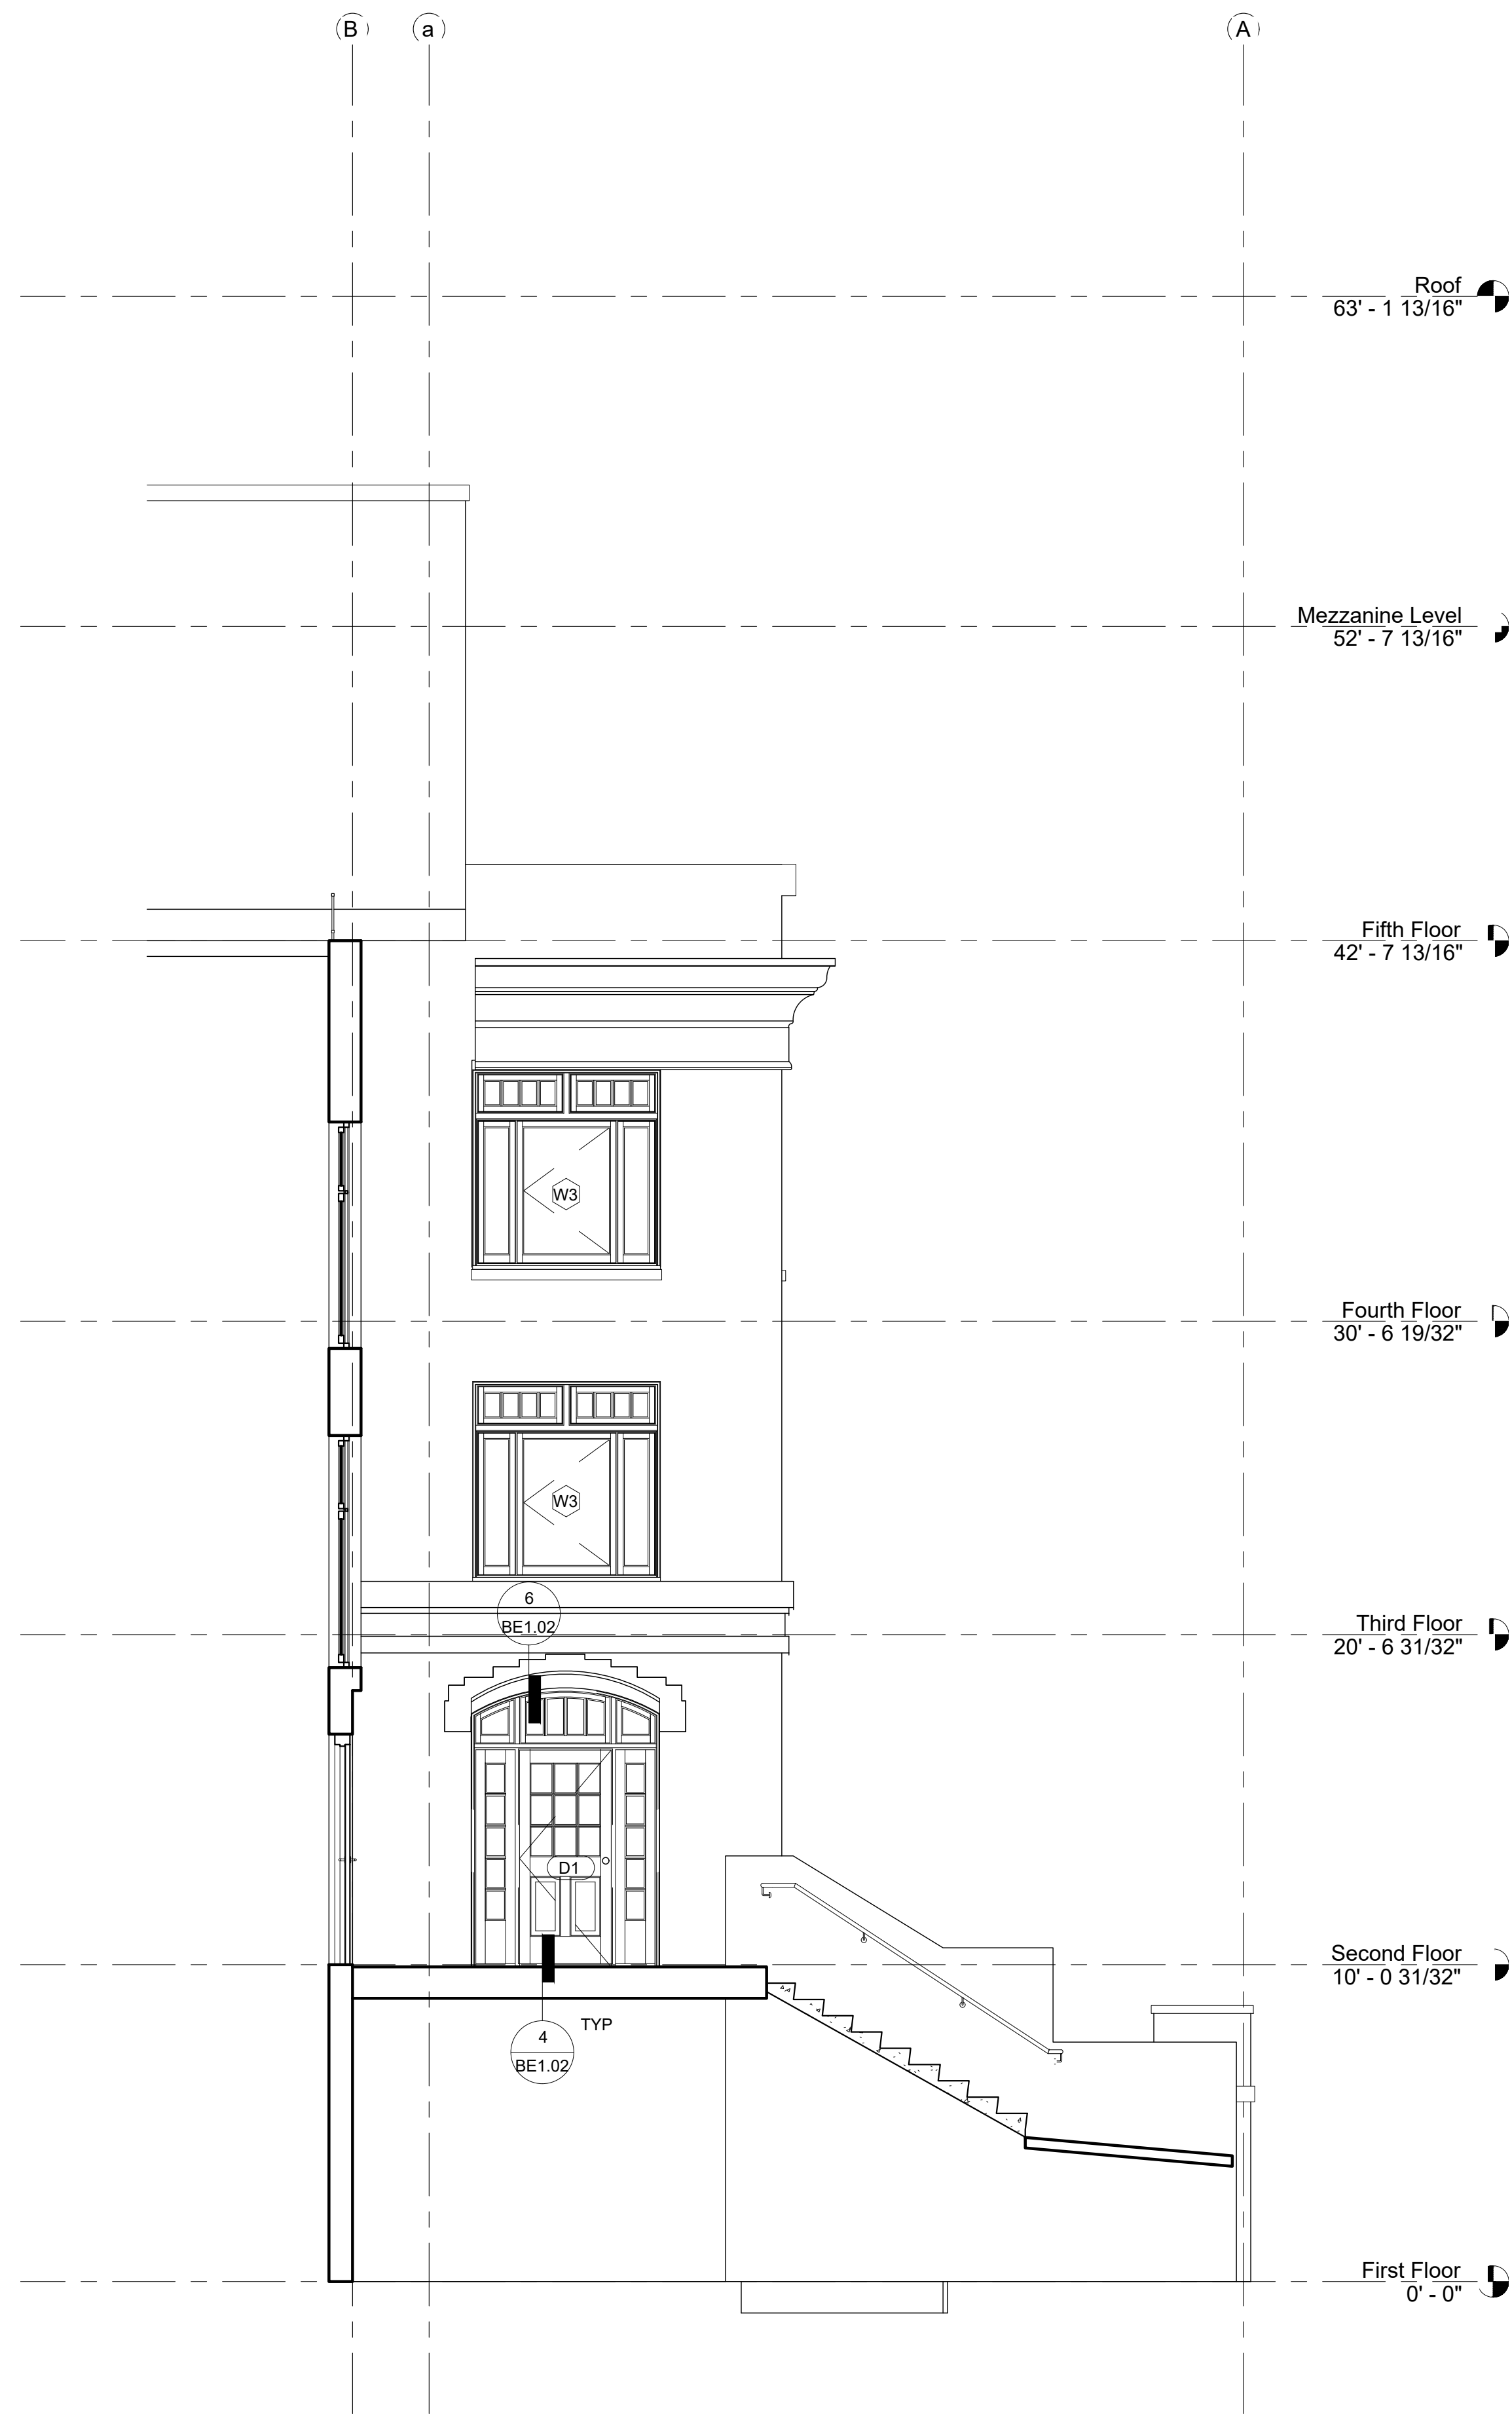 B
a
A
Roof
63' - 1 13/16"
Mezzanine Level
52' - 7 13/16"
Fifth Floor
42' - 7 13/16"
W3
Fourth Floor
30' - 6 19/32"
W3
6
BE1.02
Third Floor
20' - 6 31/32"
D1
Second Floor
10' - 0 31/32"
TYP
4
BE1.02
First Floor
0' - 0"